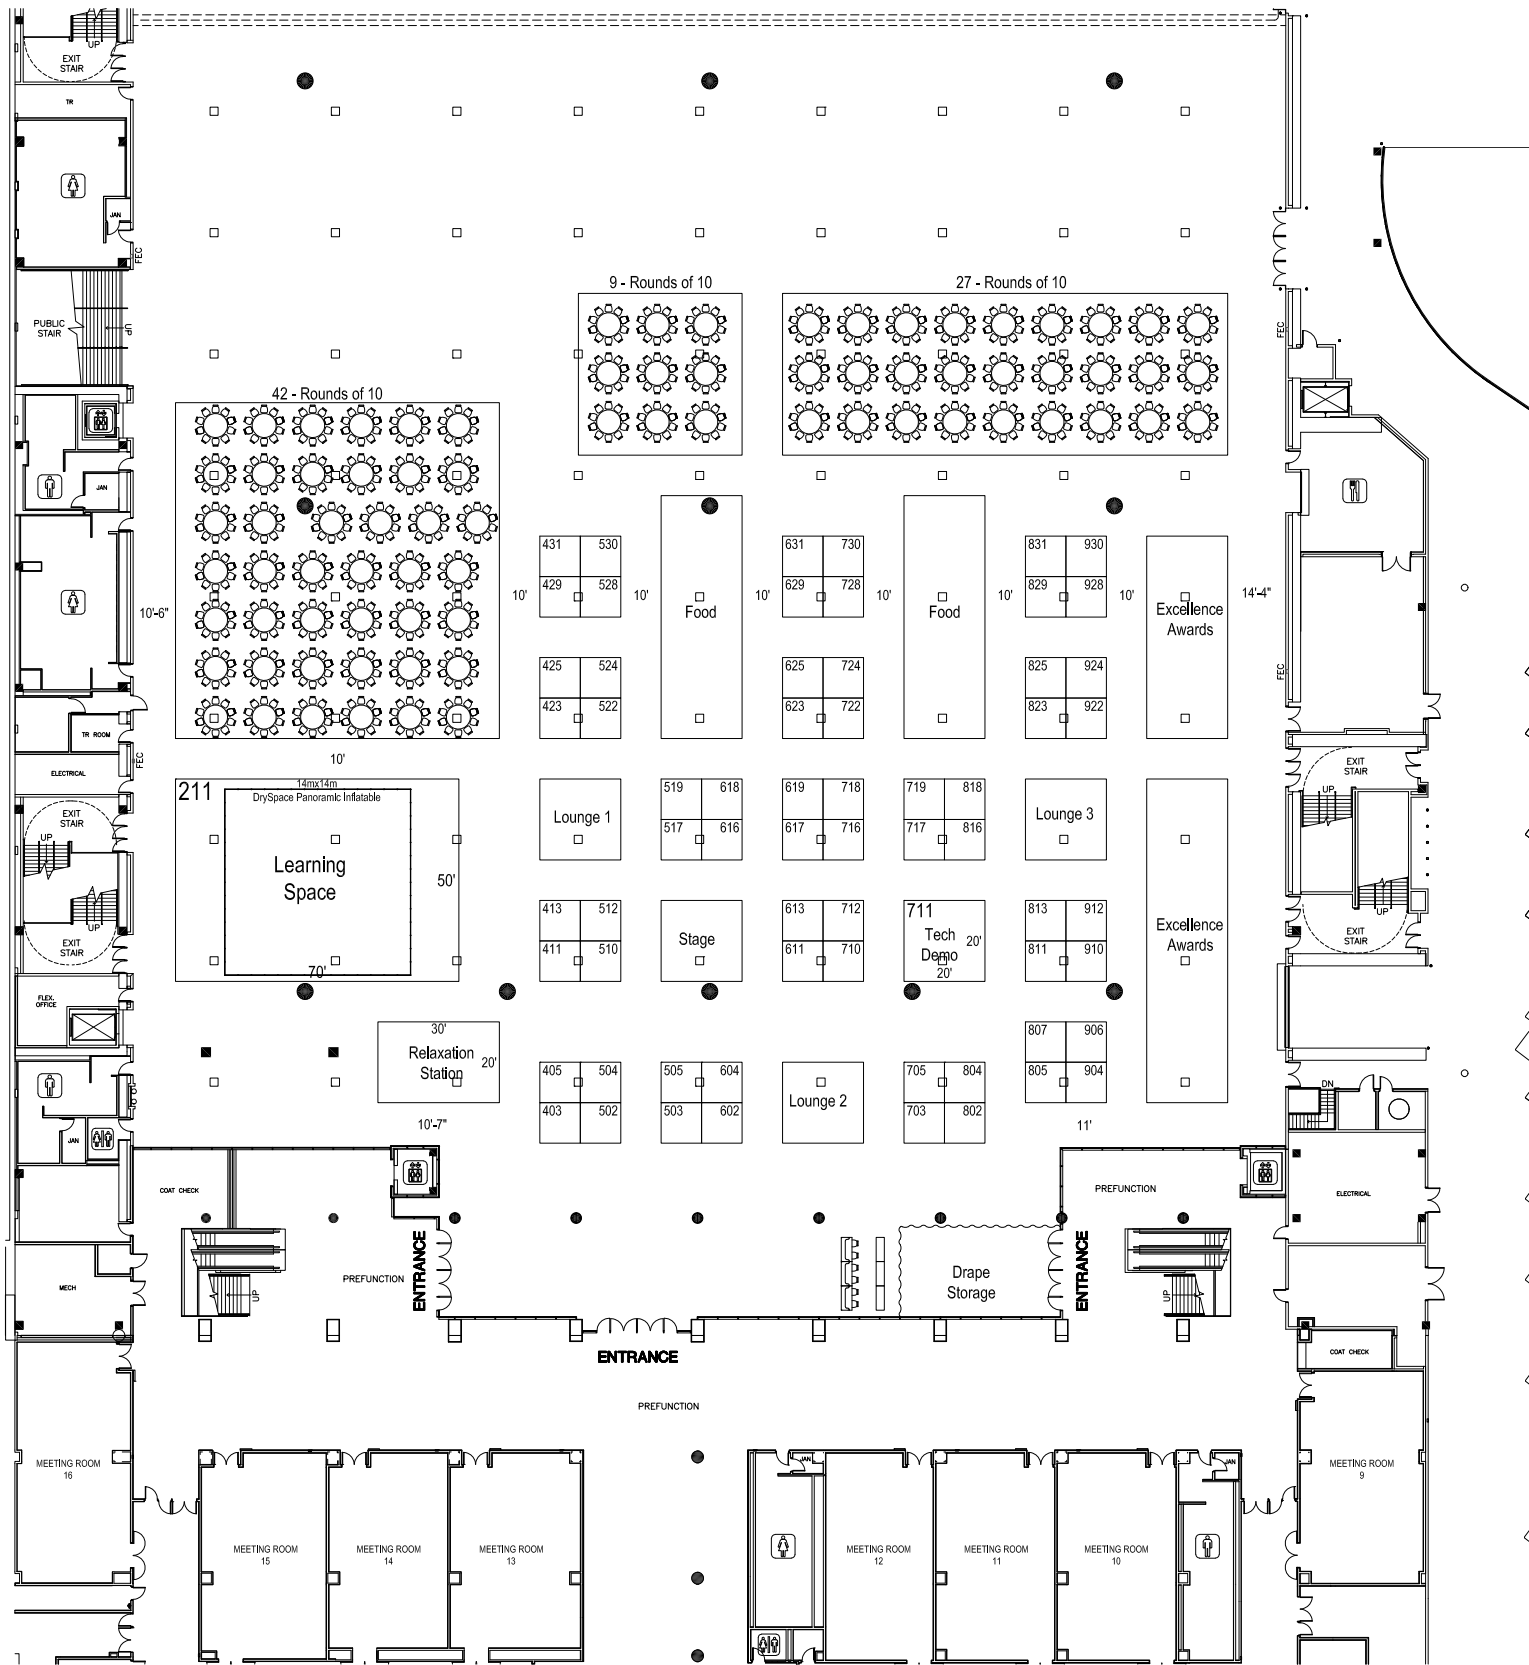 UP
EXIT
STAIR
TR
JAN
FEC
PUBLIC
STAIR
UP
9 - Rounds of 10
27 - Rounds of 10
FEC
42 - Rounds of 10
JAN
431 530
429 528
631 730
629 728
831 930
829 928
10'-6"
10'
10'
10'
10'
10'
10'
14'-4"
Food
Food
Excellence
Awards
425 524
423 522
625 724
623 722
825 924
823 922
FEC
TR ROOM
FEC
ELECTRICAL
10'
EXIT
STAIR
UP
211
14mx14m
DrySpace Panoramic Inflatable
Learning
Space
50'
70'
Lounge 1
519 618
517 616
619 718
617 716
719 818
717 816
Lounge 3
EXIT
STAIR
UP
UP
EXIT
STAIR
413 512
411 510
Stage
613 712
611 710
711
Tech
Demo
20'
20'
813 912
811 910
Excellence
Awards
UP
EXIT
STAIR
FLEX.
OFFICE
30'
Relaxation
Station
20'
807 906
805 904
405 504
403 502
505 604
503 602
Lounge 2
705 804
703 802
DN
10'-7"
11'
JAN
COAT CHECK
PREFUNCTION
ELECTRICAL
MECH
UP
PREFUNCTION
ENTRANCE
Drape
Storage
ENTRANCE
UP
ENTRANCE
COAT CHECK
PREFUNCTION
MEETING ROOM
16
JAN
JAN
MEETING ROOM
9
MEETING ROOM
15
MEETING ROOM
14
MEETING ROOM
13
MEETING ROOM
12
MEETING ROOM
11
MEETING ROOM
10